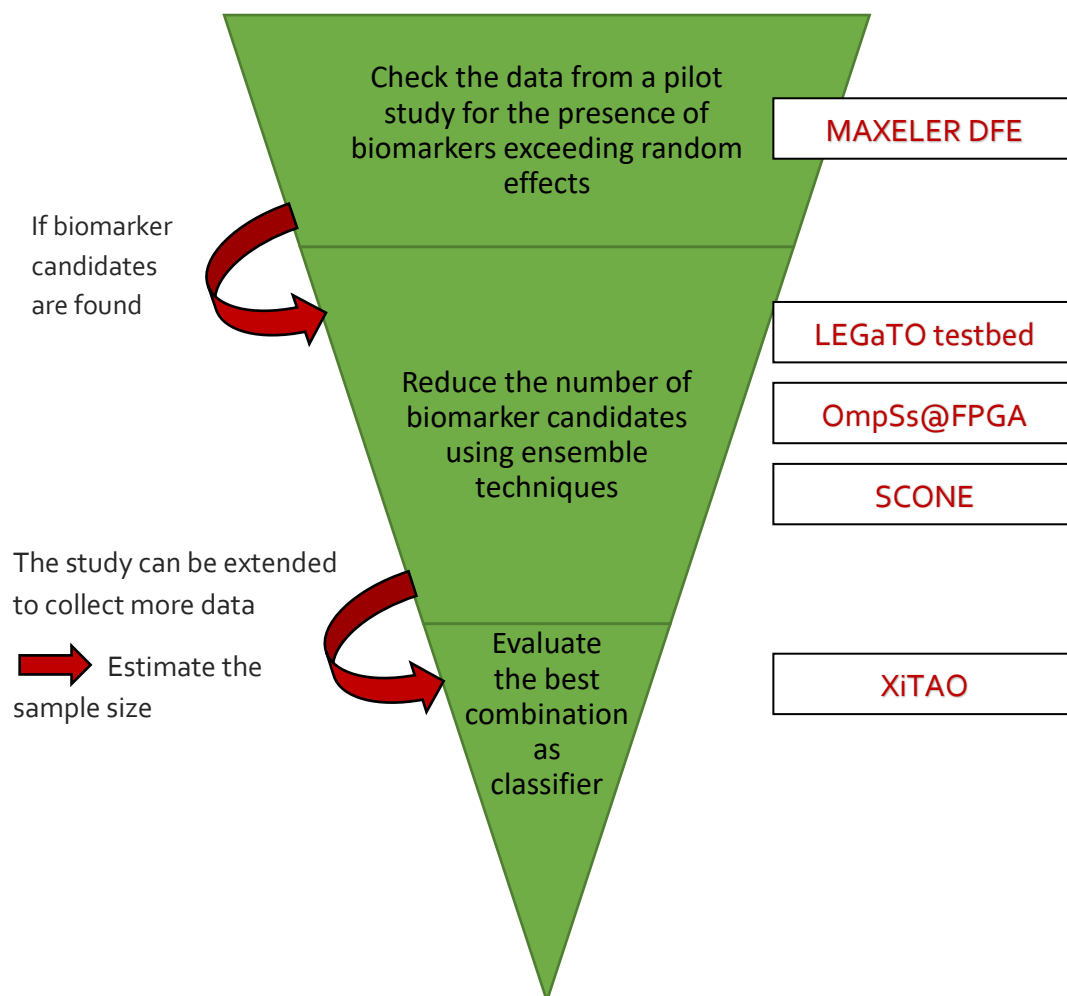 Check the data from a pilot
study for the presence of
biomarkers exceeding random
effects
MAXELER DFE
If biomarker
candidates
are found
LEGaTO testbed
Reduce the number of
biomarker candidates
using ensemble
techniques
OmpSs@FPGA
SCONE
The study can be extended
to collect more data
Estimate the
sample size
Evaluate
the best
combination
as
classifier
XiTAO